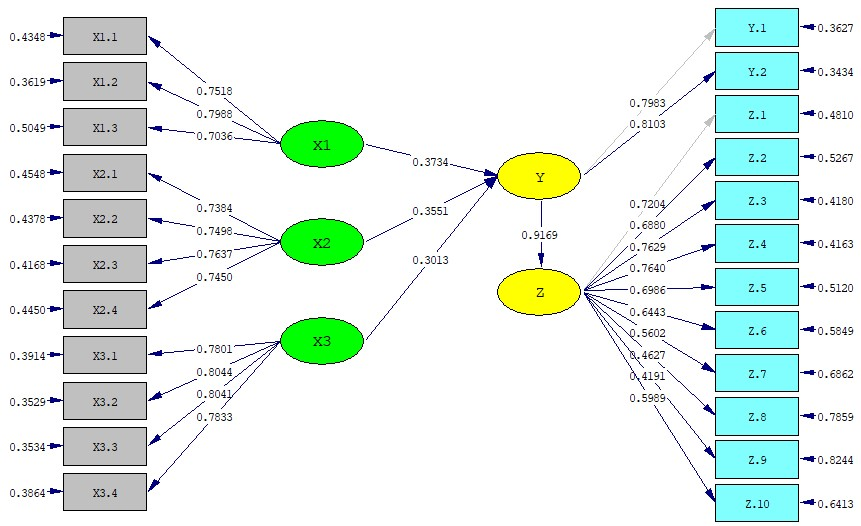 0.4348 X1.1
0.3619 X1.2
0.5049 X1.3
0.4548 X2.1
0.4378 X2.2
0.4168 X2.3
0.4450 X2.4
0.3914 X3.1
0.3529 X3.2
0.3534 X3.3
0.3864 X3.4
0.7518
0.7988
0.7036
0.7384
0.7498
0.7637
0.7450
0.7801
0.8044
0.8041
0.7833
X1
X2
X3
0.3734
0.3551
0.3013
Y
0.9169
Z
0.7983
0.8103
0.7204
0.6880
0.7629
0.7640
0.6986
0.6443
0.5602
0.4627
0.4191
0.5989
Y.1 0.3627
Y.2 0.3434
Z.1 0.4810
Z.2 0.5267
Z.3 0.4180
Z.4 0.4163
Z.5 0.5120
Z.6 0.5849
Z.7 0.6862
Z.8 0.7859
Z.9 0.8244
Z.10 0.6413